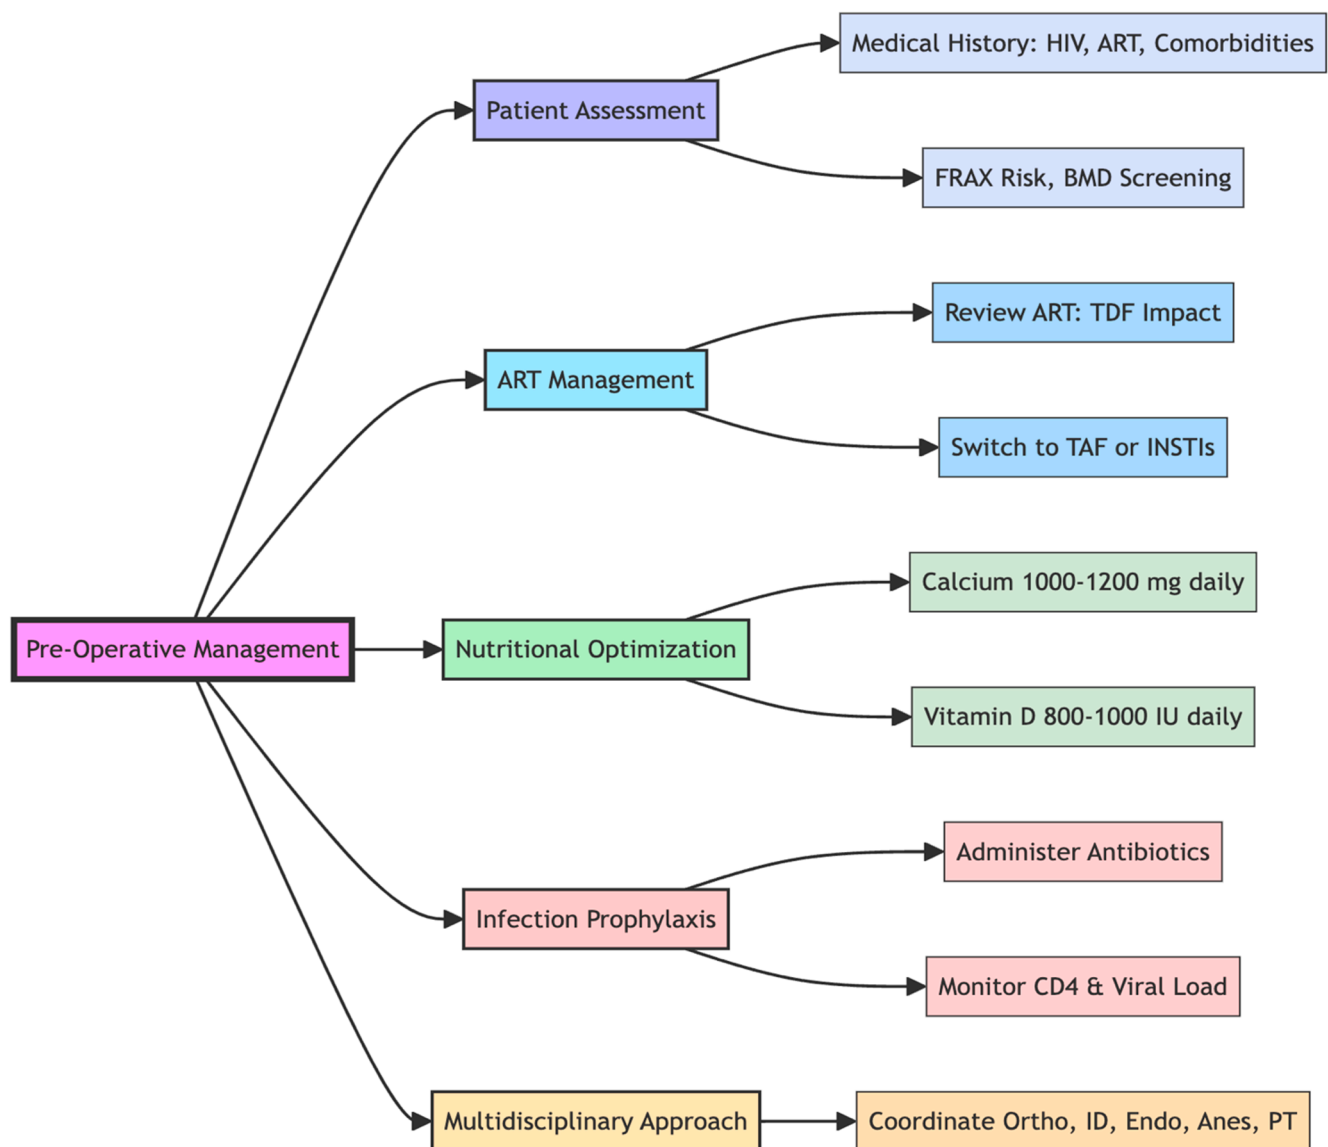 Pre-Operative Management
Patient Assessment
Medical History: HIV, ART, Comorbidities
FRAX Risk, BMD Screening
ART Management
Review ART: TDF Impact
Switch to TAF or INSTIs
Nutritional Optimization
Calcium 1000-1200 mg daily
Vitamin D 800-1000 IU daily
Infection Prophylaxis
Administer Antibiotics
Monitor CD4 & Viral Load
Multidisciplinary Approach
Coordinate Ortho, ID, Endo, Anes, PT